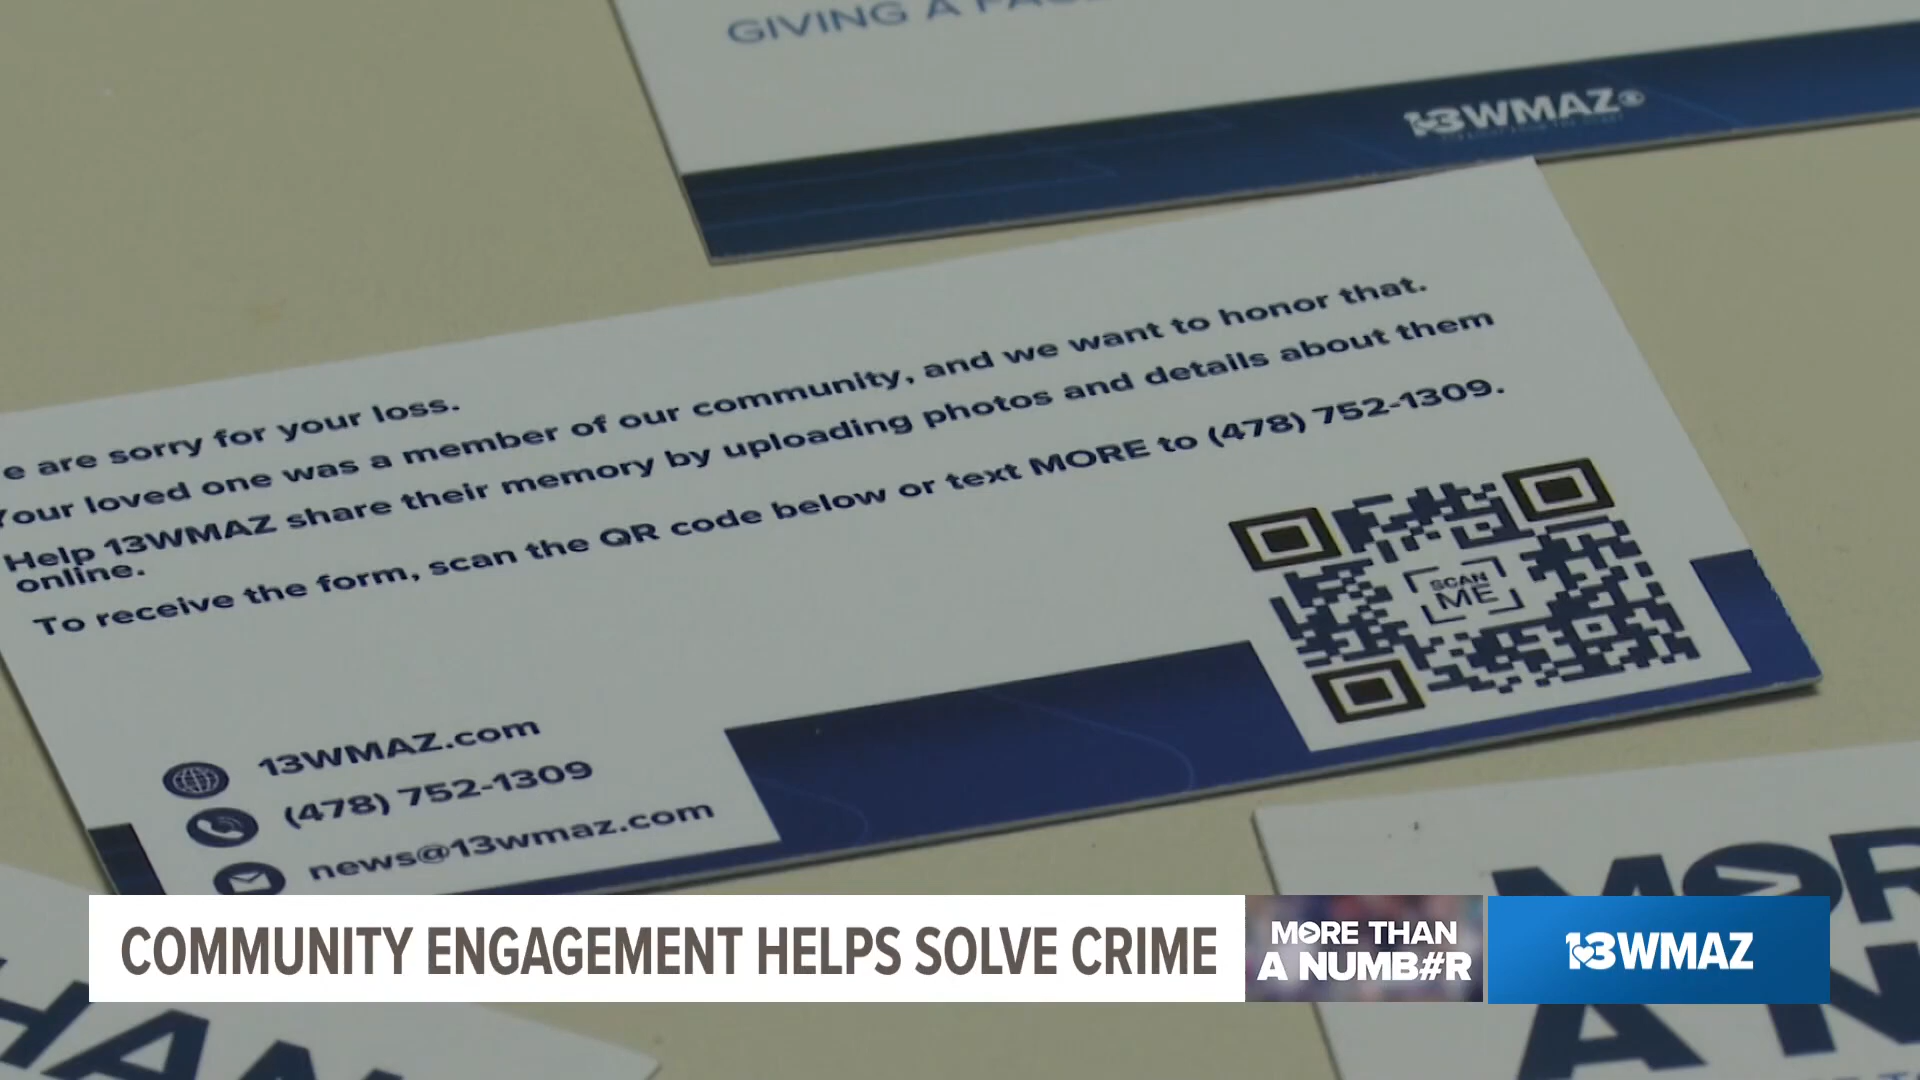 GIVING A
13WMAZ
e are sorry for your loss.
Your loved one was a member of our community, and we want to honor that.
Help 13WMAZ share their memory by uploading photos and details about them
online.
To receive the form, scan the QR code below or text MORE to (478) 752-1309.
SCAN
ME
13WMAZ.com
(478) 752-1309
news@13wmaz.com
MOR
A N
HAN
COMMUNITY ENGAGEMENT HELPS SOLVE CRIME
MORE THAN
A NUMB#R
13WMAZ